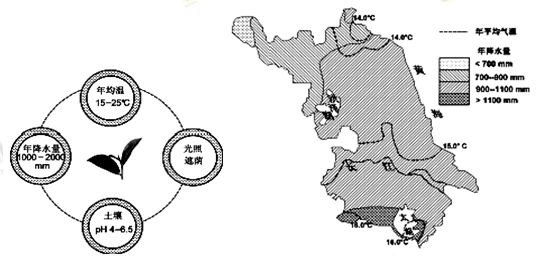 年均温
15-25℃
年降水量
1000-2000
mm
光照
遮荫
土壤
pH 4-6.5
14.0°C
14.0°C
15.0° C
15.0°C
16.0°C
年平均气温
年降水量
<700 mm
700-900 mm
900-1100 mm
>1100 mm